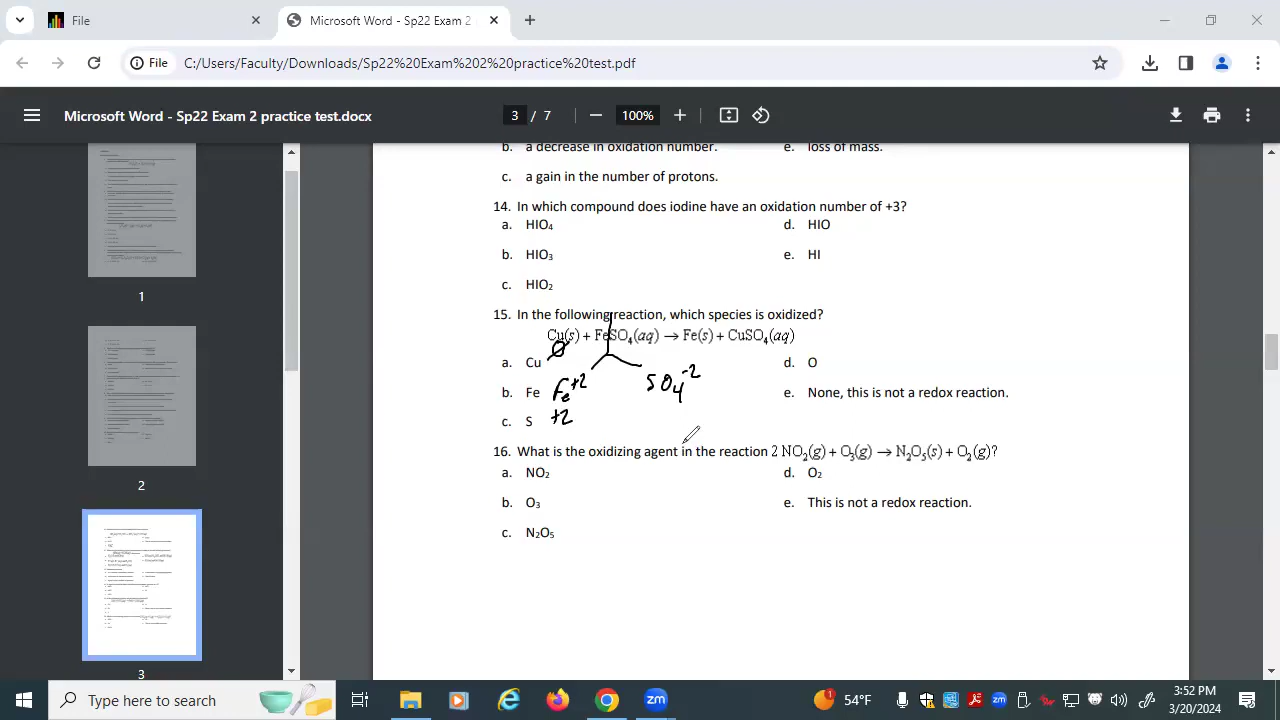 File
Microsoft Word - Sp22 Exam 2
File
C:/Users/Faculty/Downloads/Sp22%20Exam%202%20practice%20test.pdf
Microsoft Word - Sp22 Exam 2 practice test.docx
3 / 7
100%
1
2
3
b. a decrease in oxidation number.
e. loss of mass.
c. a gain in the number of protons.
14. In which compound does iodine have an oxidation number of +3?
a. HIO₄
d. HIO
b. HIO₃
e. HI
c. HIO₂
15. In the following reaction, which species is oxidized?
Cu(s) + FeSO₄(aq) → Fe(s) + CuSO₄(aq)
0
a. Cu
d. O
Fe⁺² SO₄⁻²
b. Fe
e. None, this is not a redox reaction.
+2
c. S
16. What is the oxidizing agent in the reaction 2 NO₂(g) + O₃(g) → N₂O₅(s) + O₂(g)?
a. NO₂
d. O₂
b. O₃
e. This is not a redox reaction.
c. N₂O₅
Type here to search
zm
1
54°F
zm
3:52 PM
3/20/2024